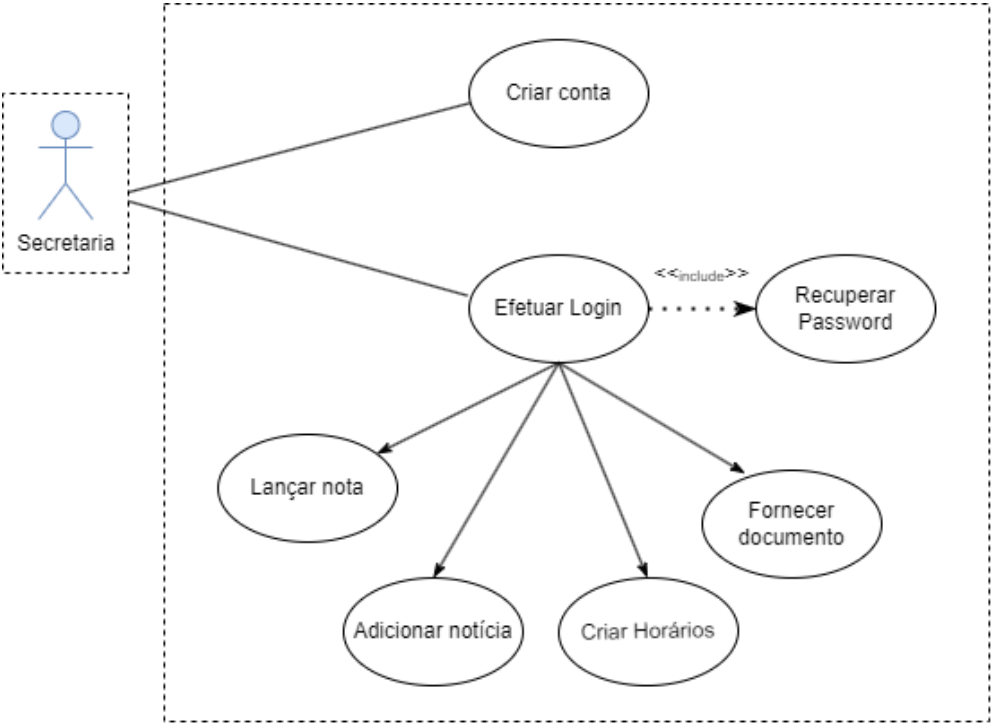 Criar conta
Secretaria
Efetuar Login
<<include>>
Recuperar
Password
Lançar nota
Fornecer
documento
Adicionar notícia
Criar Horários